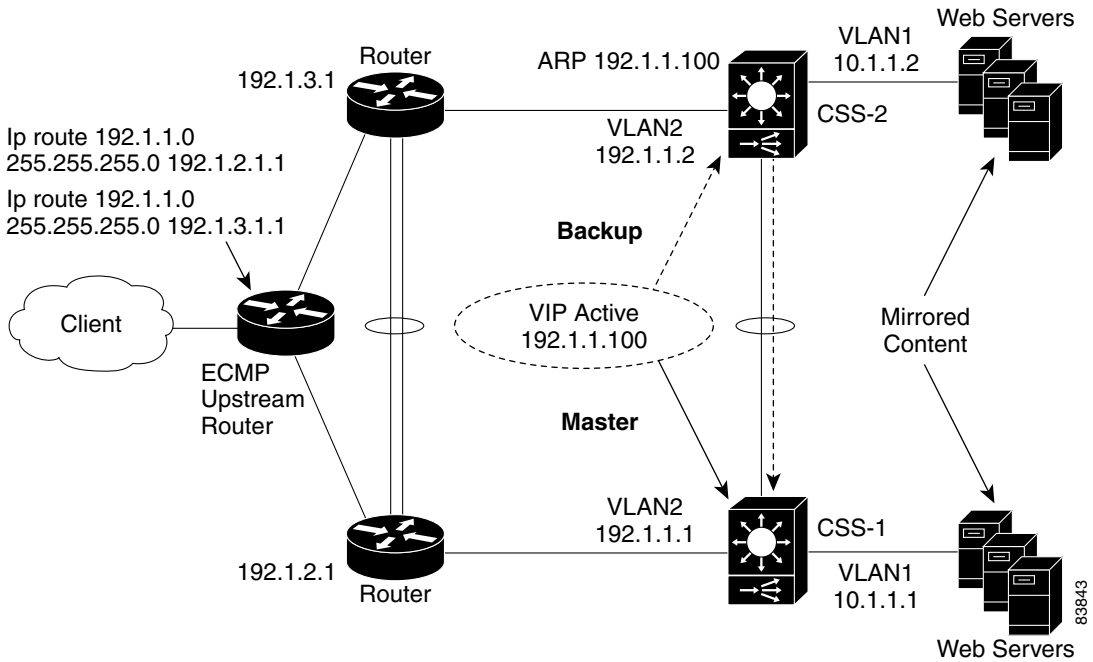 Web Servers
VLAN1
10.1.1.2
Router
ARP 192.1.1.100
192.1.3.1
CSS-2
VLAN2
192.1.1.2
Ip route 192.1.1.0
255.255.255.0 192.1.2.1.1
Ip route 192.1.1.0
255.255.255.0 192.1.3.1.1
Backup
Client
VIP Active
192.1.1.100
Mirrored
Content
ECMP
Upstream
Router
Master
VLAN2
192.1.1.1
CSS-1
192.1.2.1
Router
VLAN1
10.1.1.1
83843
Web Servers